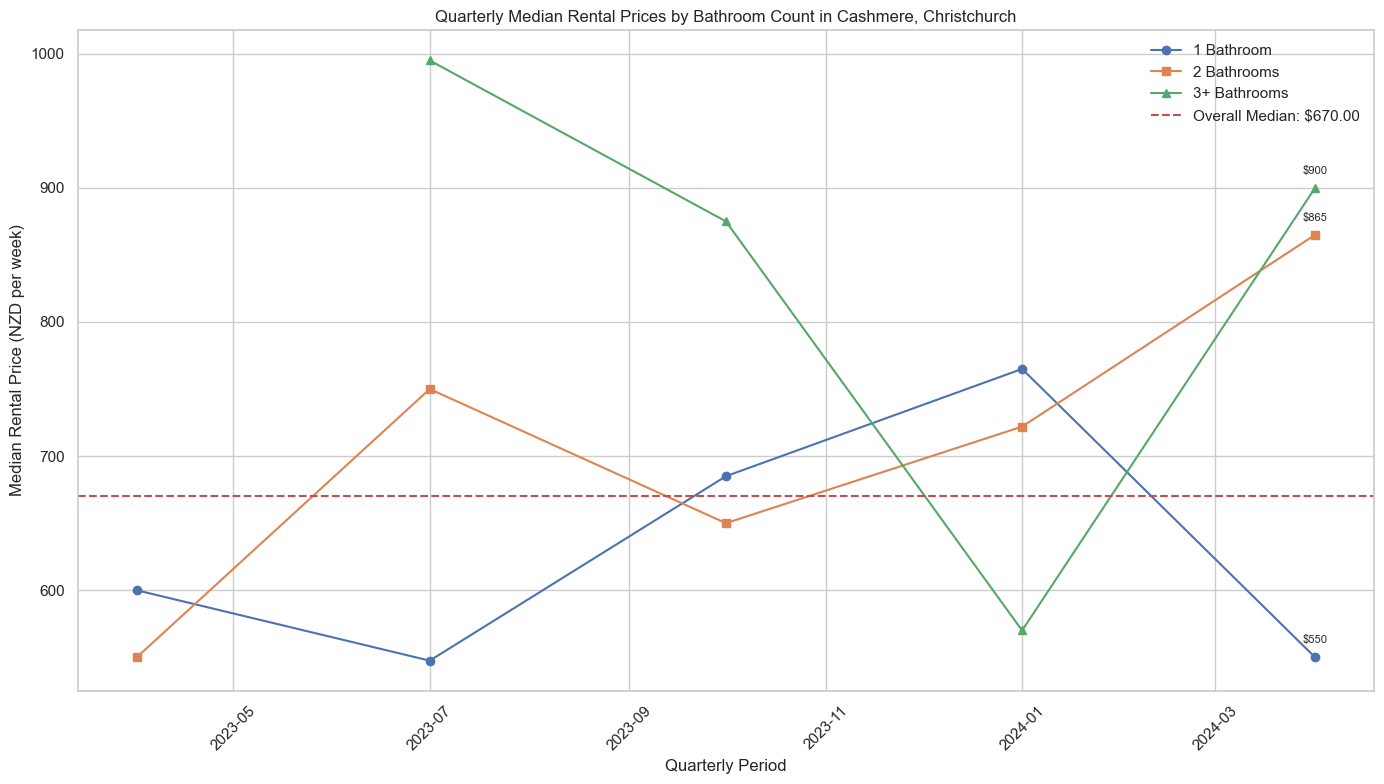 Quarterly Median Rental Prices by Bathroom Count in Cashmere, Christchurch
1 Bathroom
2 Bathrooms
3+ Bathrooms
Overall Median: $670.00
$900
$865
$550
Median Rental Price (NZD per week)
1000
900
800
700
600
2023-05
2023-07
2023-09
2023-11
2024-01
2024-03
Quarterly Period